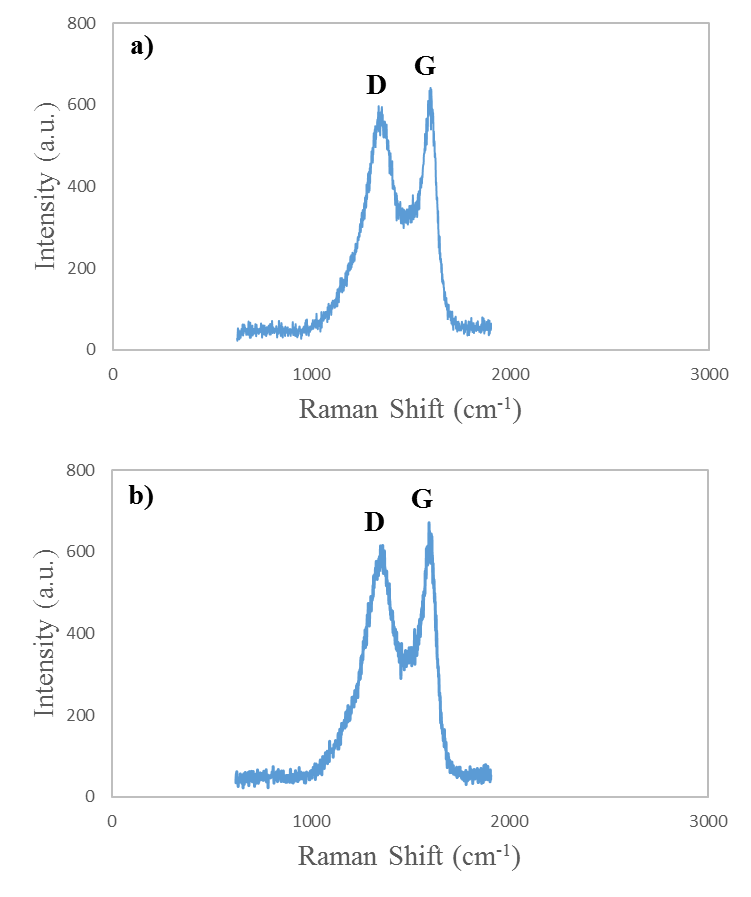 800
a)
G
D
600
400
200
0
0 1000 2000 3000
Intensity (a.u.)
Raman Shift (cm-1)
800
b)
G
D
600
400
200
0
0 1000 2000 3000
Intensity (a.u.)
Raman Shift (cm-1)